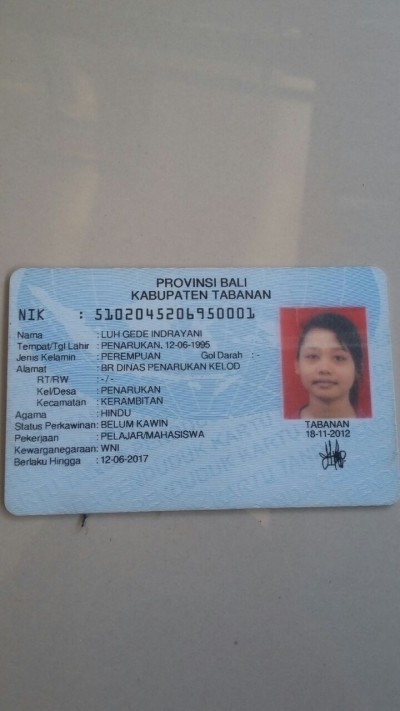 PROVINSI BALI
KABUPATEN TABANAN
NIK : 5102045206950001
Nama : LUH GEDE INDRAYANI
Tempat/Tgl Lahir : PENARUKAN, 12-06-1995
Jenis Kelamin : PEREMPUAN Gol Darah : -
Alamat : BR DINAS PENARUKAN KELOD
RT/RW : - / -
Kel/Desa : PENARUKAN
Kecamatan : KERAMBITAN
Agama : HINDU
Status Perkawinan: BELUM KAWIN
Pekerjaan : PELAJAR/MAHASISWA
Kewarganegaraan: WNI
Berlaku Hingga : 12-06-2017
TABANAN
18-11-2012